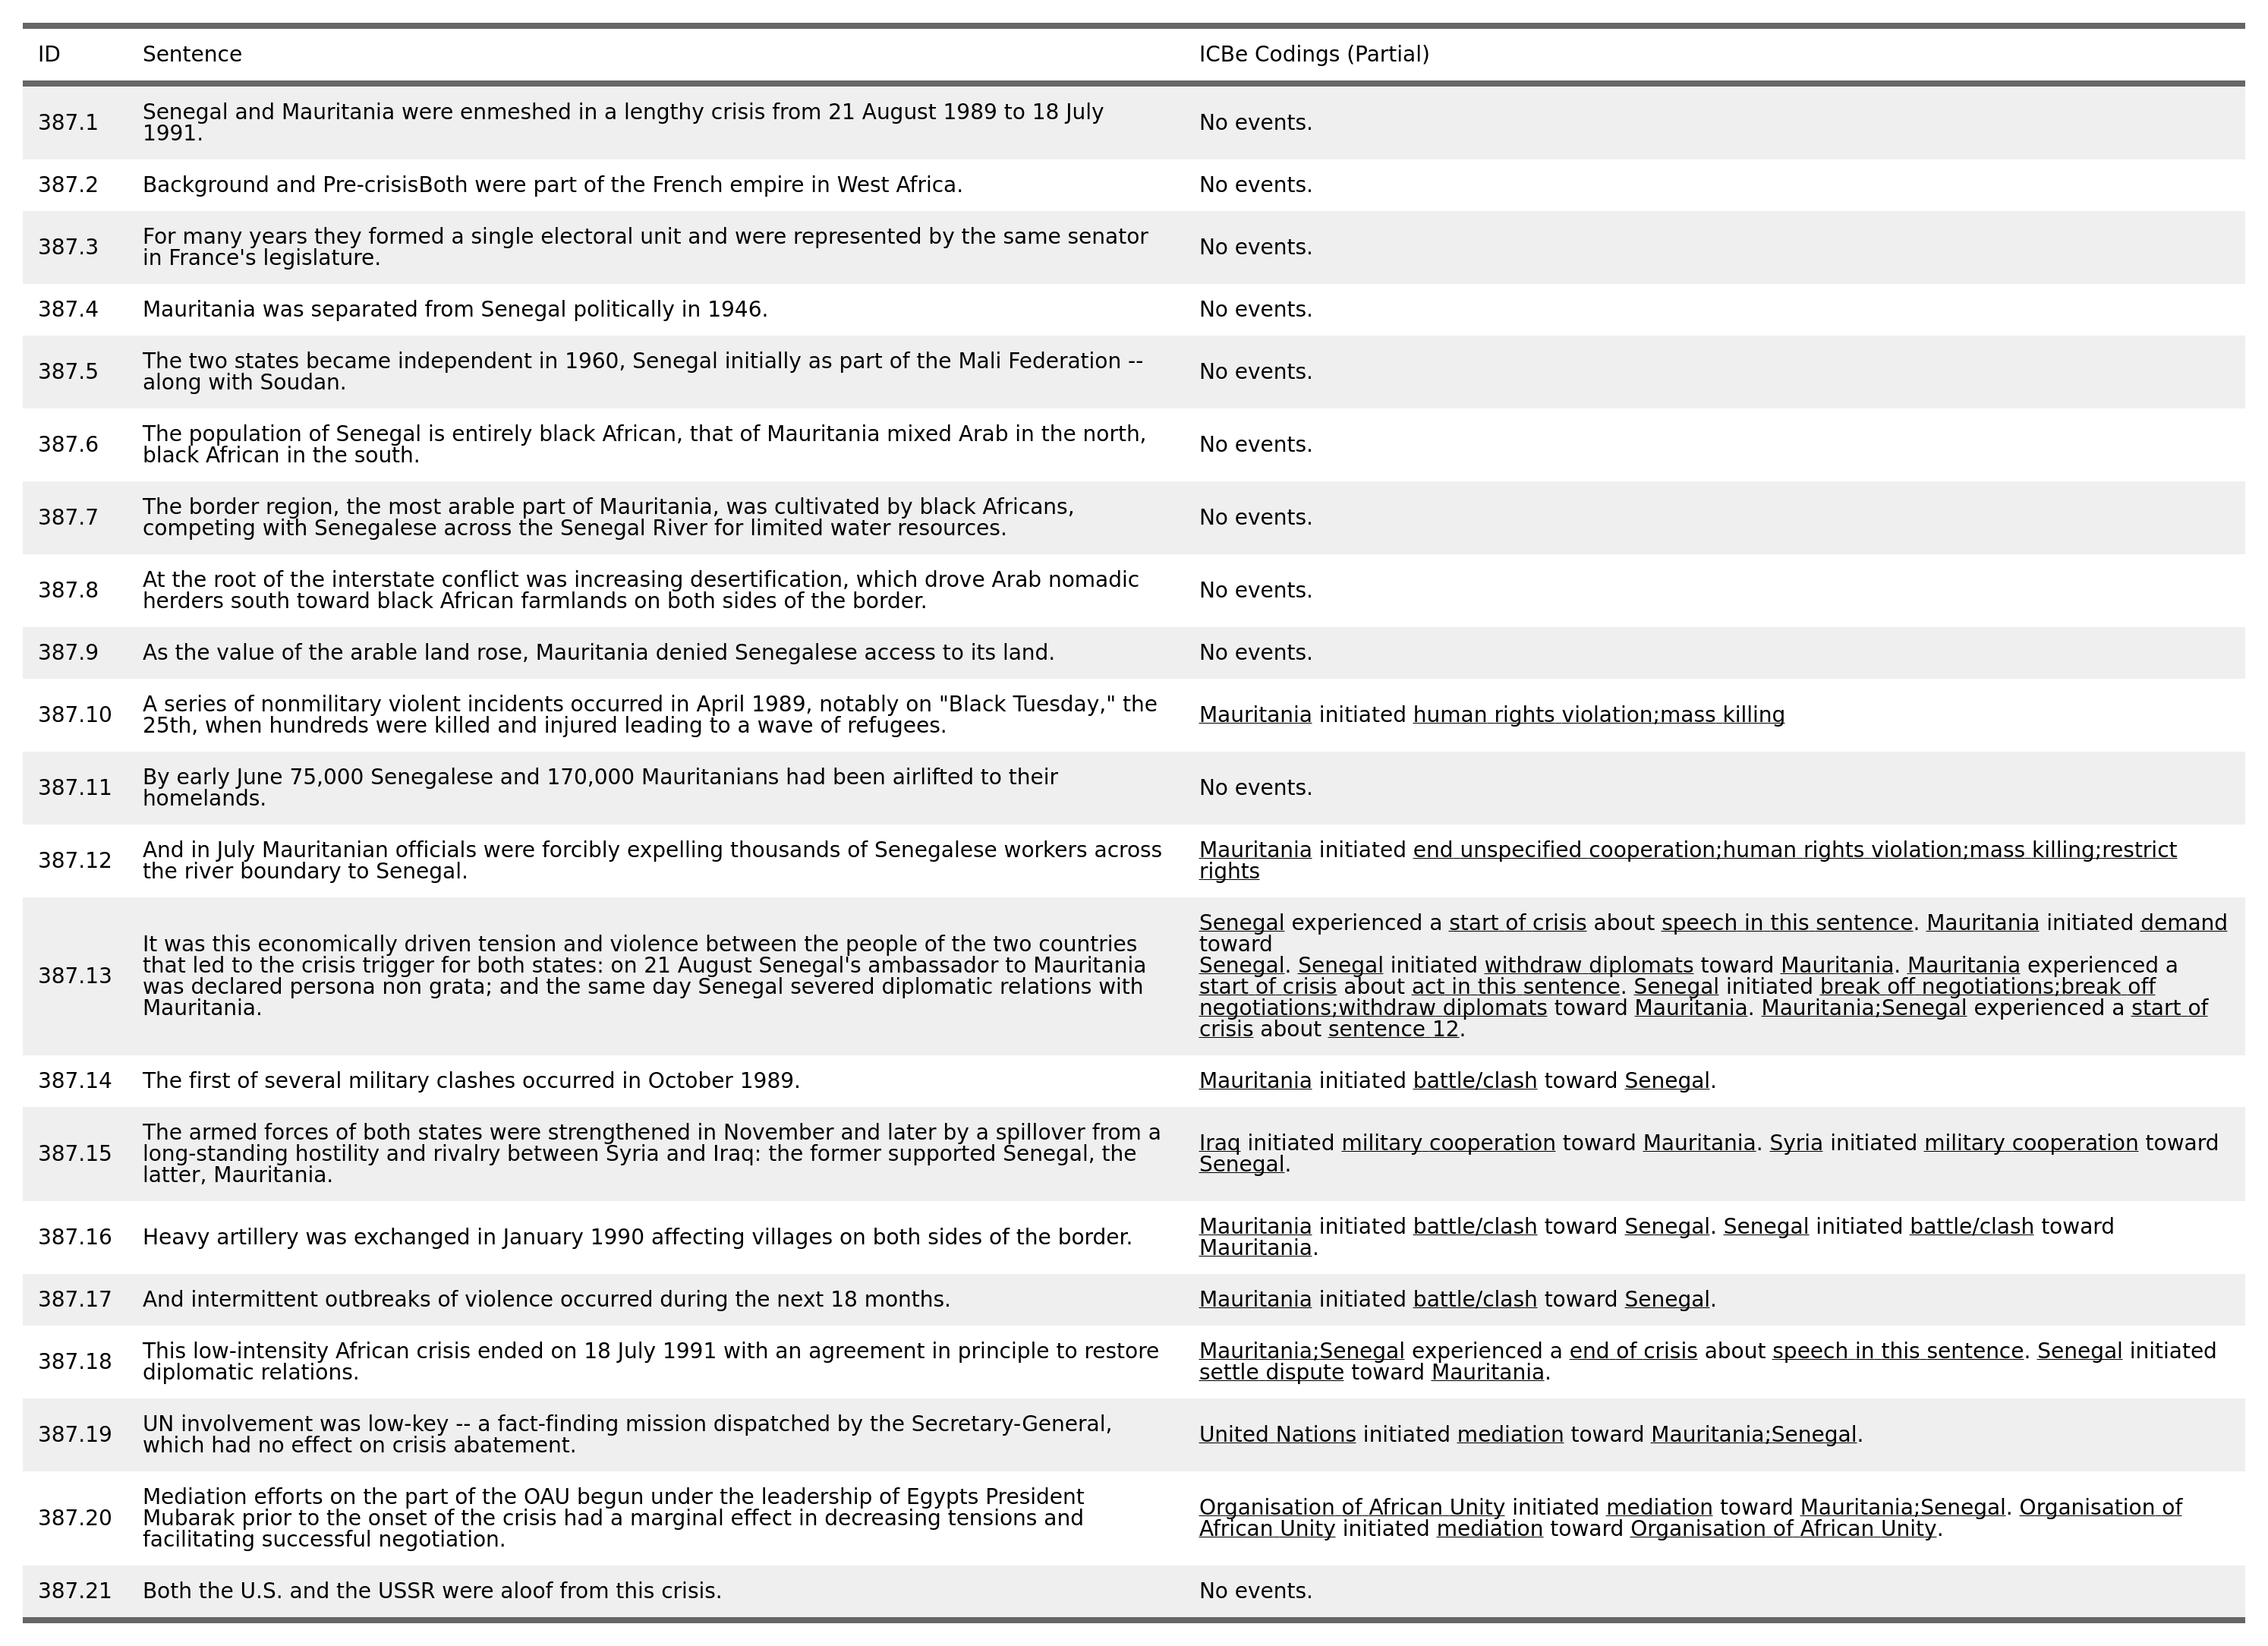 ID Sentence ICBe Codings (Partial)
387.1 Senegal and Mauritania were enmeshed in a lengthy crisis from 21 August 1989 to 18 July
1991. No events.
387.2 Background and Pre-crisisBoth were part of the French empire in West Africa. No events.
387.3 For many years they formed a single electoral unit and were represented by the same senator
in France's legislature. No events.
387.4 Mauritania was separated from Senegal politically in 1946. No events.
387.5 The two states became independent in 1960, Senegal initially as part of the Mali Federation --
along with Soudan. No events.
387.6 The population of Senegal is entirely black African, that of Mauritania mixed Arab in the north,
black African in the south. No events.
387.7 The border region, the most arable part of Mauritania, was cultivated by black Africans,
competing with Senegalese across the Senegal River for limited water resources. No events.
387.8 At the root of the interstate conflict was increasing desertification, which drove Arab nomadic
herders south toward black African farmlands on both sides of the border. No events.
387.9 As the value of the arable land rose, Mauritania denied Senegalese access to its land. No events.
387.10 A series of nonmilitary violent incidents occurred in April 1989, notably on "Black Tuesday," the
25th, when hundreds were killed and injured leading to a wave of refugees. Mauritania initiated human rights violation;mass killing
387.11 By early June 75,000 Senegalese and 170,000 Mauritanians had been airlifted to their
homelands. No events.
387.12 And in July Mauritanian officials were forcibly expelling thousands of Senegalese workers across
the river boundary to Senegal.
Mauritania initiated end unspecified cooperation;human rights violation;mass killing;restrict
rights
387.13 It was this economically driven tension and violence between the people of the two countries
that led to the crisis trigger for both states: on 21 August Senegal's ambassador to Mauritania
was declared persona non grata; and the same day Senegal severed diplomatic relations with
Mauritania.
Senegal experienced a start of crisis about speech in this sentence. Mauritania initiated demand
toward
Senegal. Senegal initiated withdraw diplomats toward Mauritania. Mauritania experienced a
start of crisis about act in this sentence. Senegal initiated break off negotiations;break off
negotiations;withdraw diplomats toward Mauritania. Mauritania;Senegal experienced a start of
crisis about sentence 12.
387.14 The first of several military clashes occurred in October 1989. Mauritania initiated battle/clash toward Senegal.
387.15 The armed forces of both states were strengthened in November and later by a spillover from a
long-standing hostility and rivalry between Syria and Iraq: the former supported Senegal, the
latter, Mauritania.
Iraq initiated military cooperation toward Mauritania. Syria initiated military cooperation toward
Senegal.
387.16 Heavy artillery was exchanged in January 1990 affecting villages on both sides of the border.
Mauritania initiated battle/clash toward Senegal. Senegal initiated battle/clash toward
Mauritania.
387.17 And intermittent outbreaks of violence occurred during the next 18 months. Mauritania initiated battle/clash toward Senegal.
387.18 This low-intensity African crisis ended on 18 July 1991 with an agreement in principle to restore
diplomatic relations.
Mauritania;Senegal experienced a end of crisis about speech in this sentence. Senegal initiated
settle dispute toward Mauritania.
387.19 UN involvement was low-key -- a fact-finding mission dispatched by the Secretary-General,
which had no effect on crisis abatement. United Nations initiated mediation toward Mauritania;Senegal.
387.20 Mediation efforts on the part of the OAU begun under the leadership of Egypts President
Mubarak prior to the onset of the crisis had a marginal effect in decreasing tensions and
facilitating successful negotiation.
Organisation of African Unity initiated mediation toward Mauritania;Senegal. Organisation of
African Unity initiated mediation toward Organisation of African Unity.
387.21 Both the U.S. and the USSR were aloof from this crisis. No events.